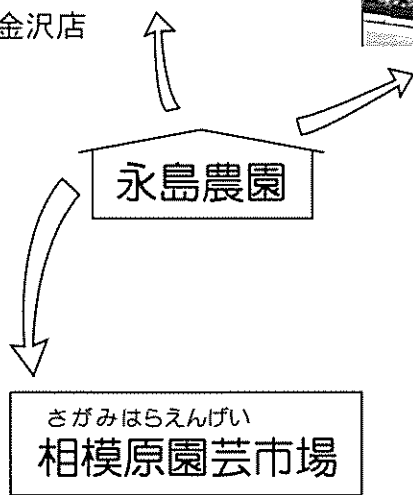 金沢店
永島農園
さがみはらえんげい
相模原園芸市場